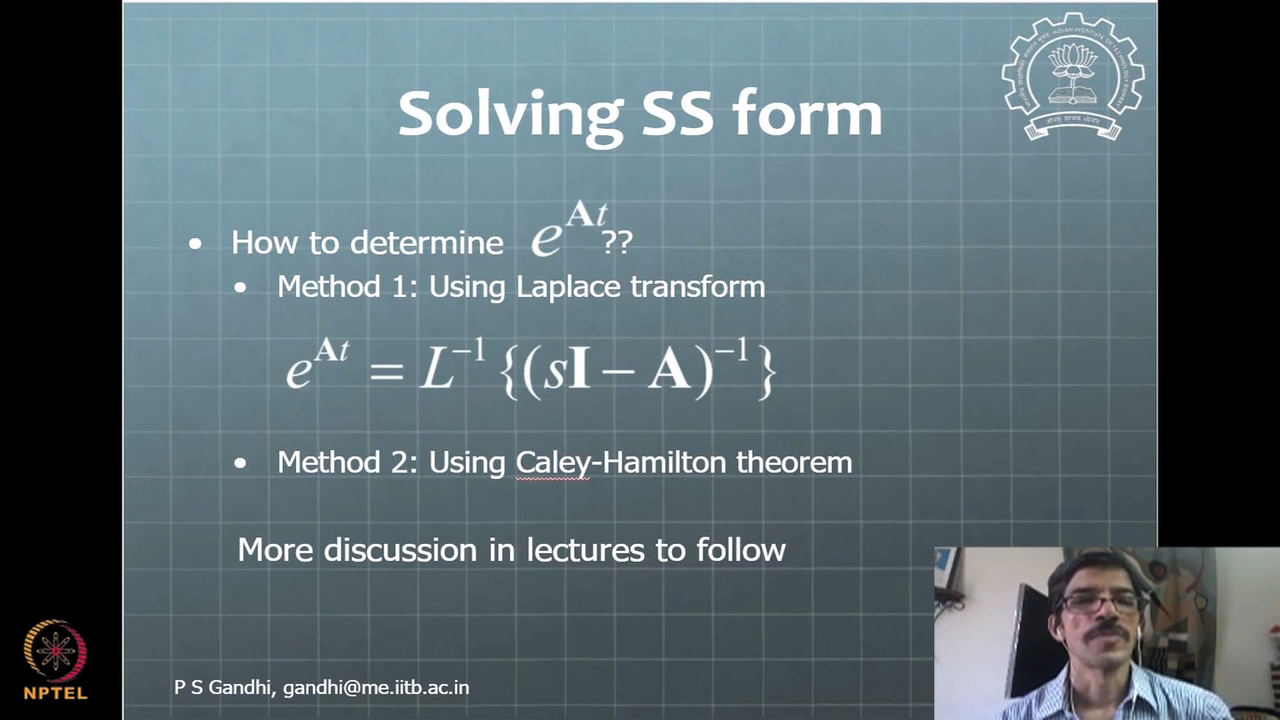 Solving SS form
• How to determine e^{At}??
• Method 1: Using Laplace transform
e^{At} = L^{-1} {(sI − A)^{-1}}
• Method 2: Using Caley-Hamilton theorem
More discussion in lectures to follow
P S Gandhi, gandhi@me.iitb.ac.in
NPTEL